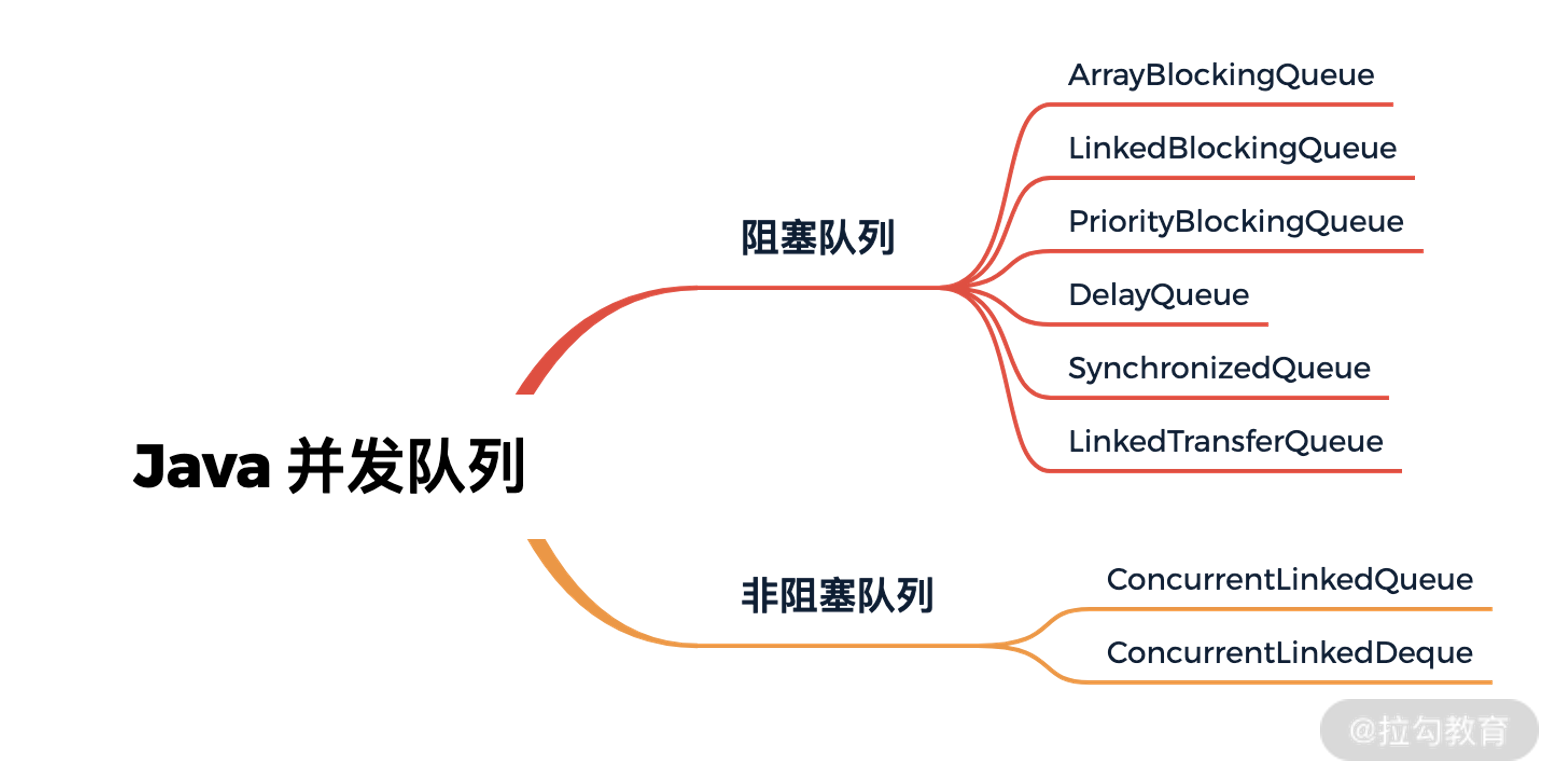 Java 并发队列
阻塞队列
ArrayBlockingQueue
LinkedBlockingQueue
PriorityBlockingQueue
DelayQueue
SynchronizedQueue
LinkedTransferQueue
非阻塞队列
ConcurrentLinkedQueue
ConcurrentLinkedDeque
@拉勾教育